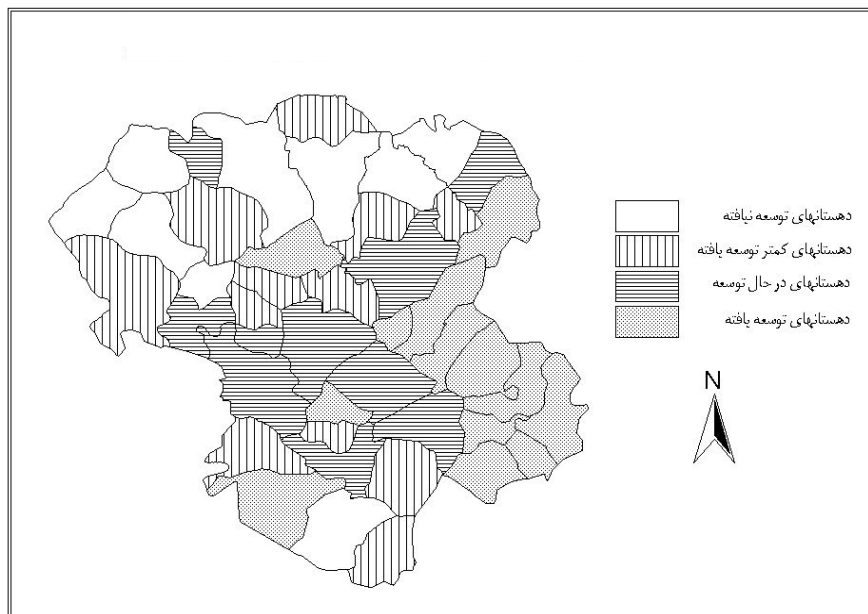 دهستانهای توسعه نیافته
دهستانهای کمتر توسعه یافته
دهستانهای در حال توسعه
دهستانهای توسعه یافته
N